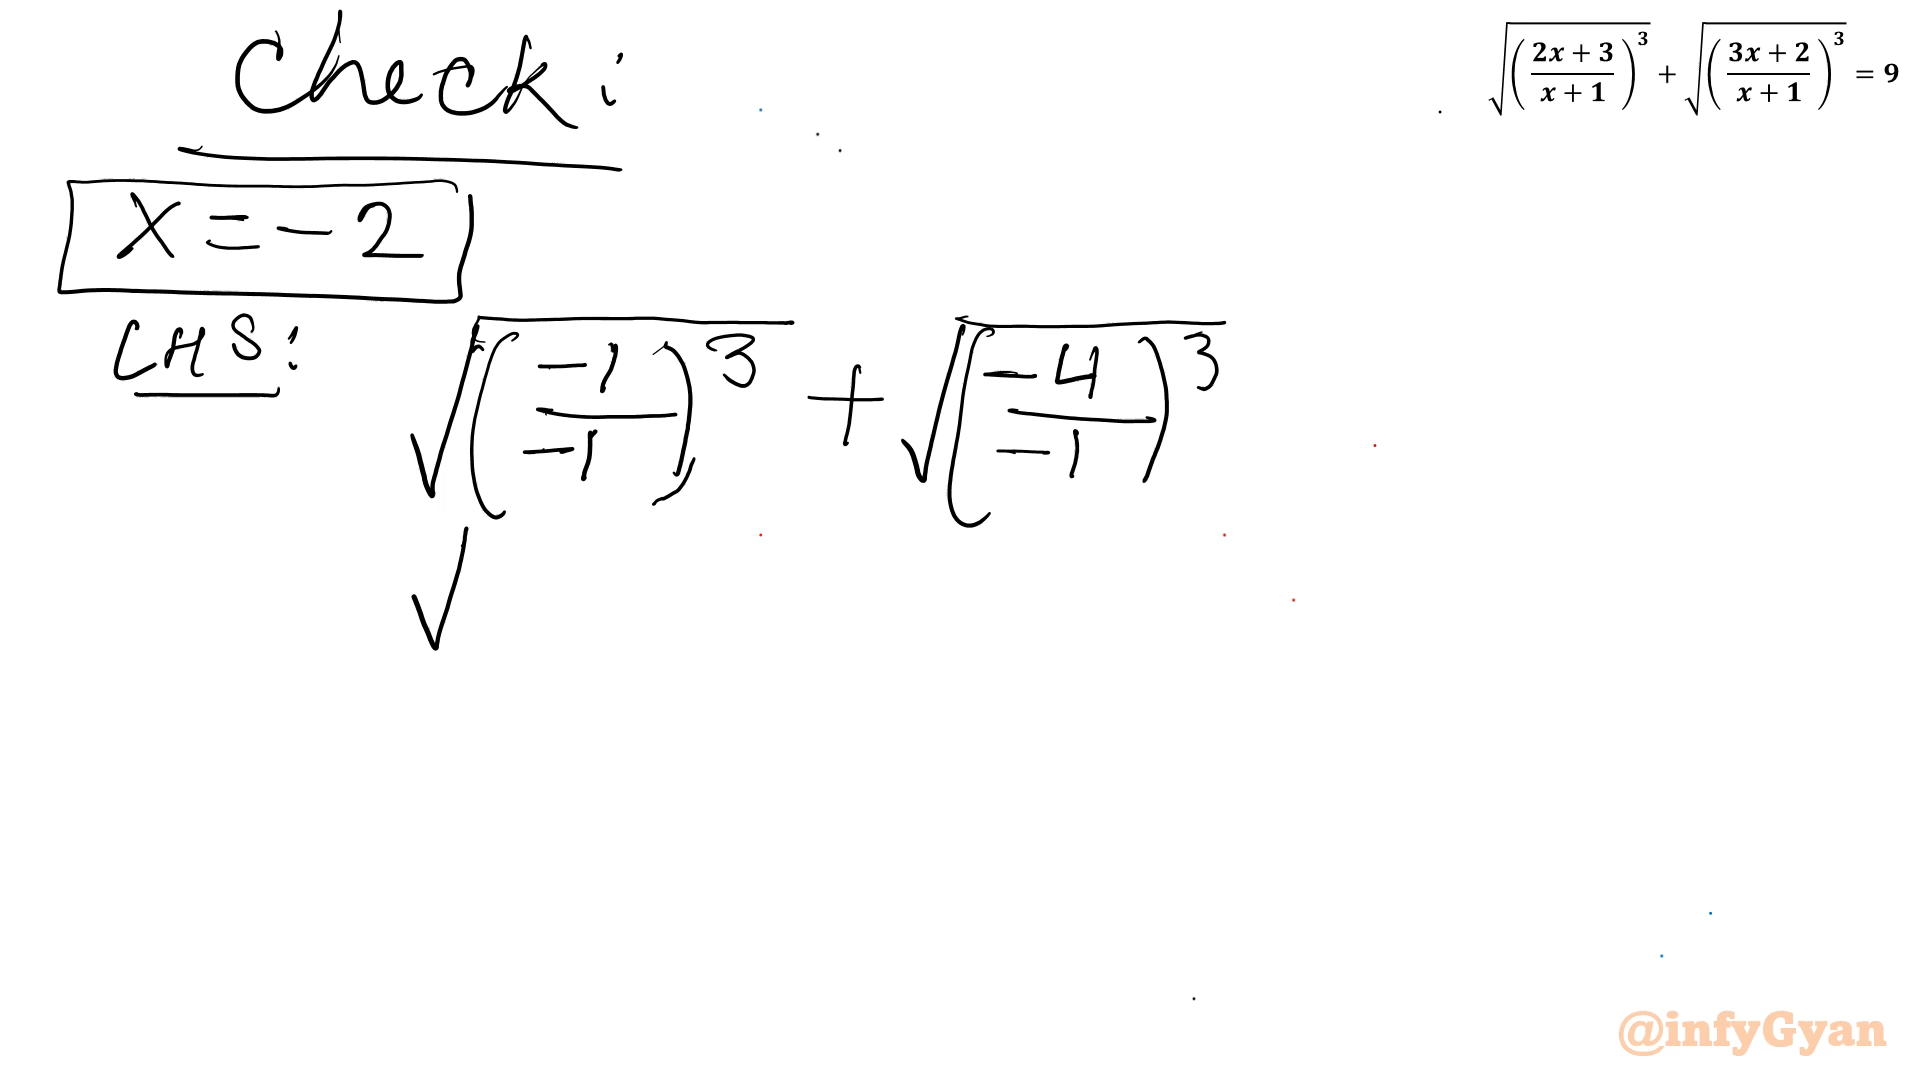 Check:
√((2x + 3)/(x + 1))^3 + √((3x + 2)/(x + 1))^3 = 9
x = -2
LHS: √((-1)/(-1))^3 + √((-4)/(-1))^3
√
@infyGyan